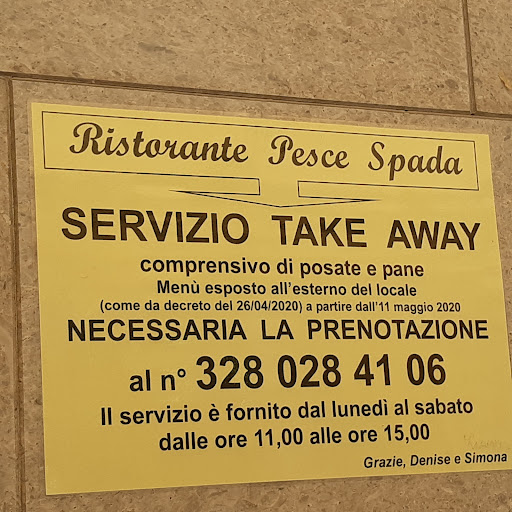 Ristorante Pesce Spada
SERVIZIO TAKE AWAY
comprensivo di posate e pane
Menù esposto all'esterno del locale
(come da decreto del 26/04/2020) a partire dall'11 maggio 2020
NECESSARIA LA PRENOTAZIONE
al n° 328 028 41 06
Il servizio è fornito dal lunedì al sabato
dalle ore 11,00 alle ore 15,00
Grazie, Denise e Simona